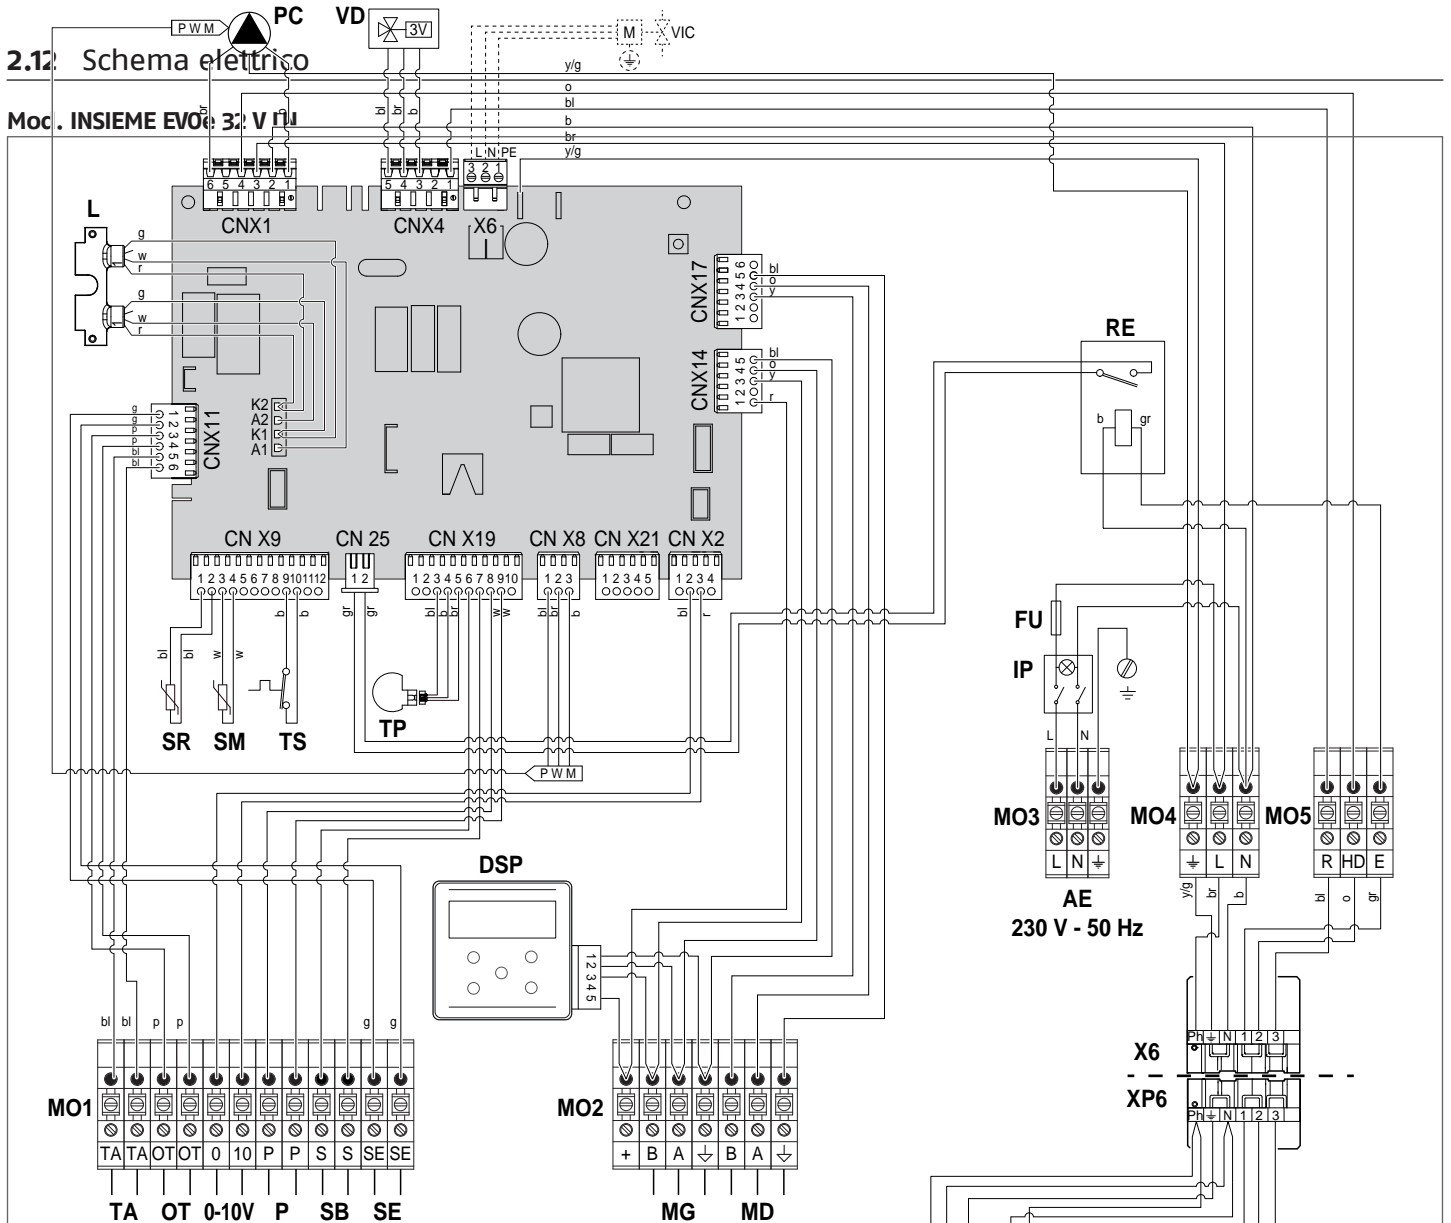 PWM PC VD 3V M VIC
2.12 Schema elettrico
y/g
o
bl
Mod. INSIEME EVOe 32 V IN
b
br
y/g
br b bl br b
L N PE
3 2 1
6 5 4 3 2 1
5 4 3 2 1
CNX1 CNX4 X6
L
g
w
r
g
w
r
CNX17
1 2 3 4 5 6
bl
o
y
CNX14
1 2 3 4 5
bl
o
y
r
RE
b gr
K2
A2
K1
A1
CNX11
1 2 3 4 5 6
g
g
p
p
bl
bl
CN X9 CN 25 CN X19 CN X8 CN X21 CN X2
1 2 3 4 5 6 7 8 9 10 11 12
1 2
1 2 3 4 5 6 7 8 9 10
1 2 3
1 2 3 4 5
1 2 3 4
b b gr gr bl b br w w bl br b bl r
FU
IP
bl bl w w
SR SM TS TP
L N
PWM
MO3 MO4 MO5
L N
L N
R HD E
AE
230 V - 50 Hz
y/g br b bl o gr
DSP
1 2 3 4 5
bl bl p p g g
X6
Ph N 1 2 3
XP6
Ph N 1 2 3
MO1
TA TA OT OT 0 10 P P S S SE SE
TA OT 0-10V P SB SE
MO2
+ B A B A
MG MD